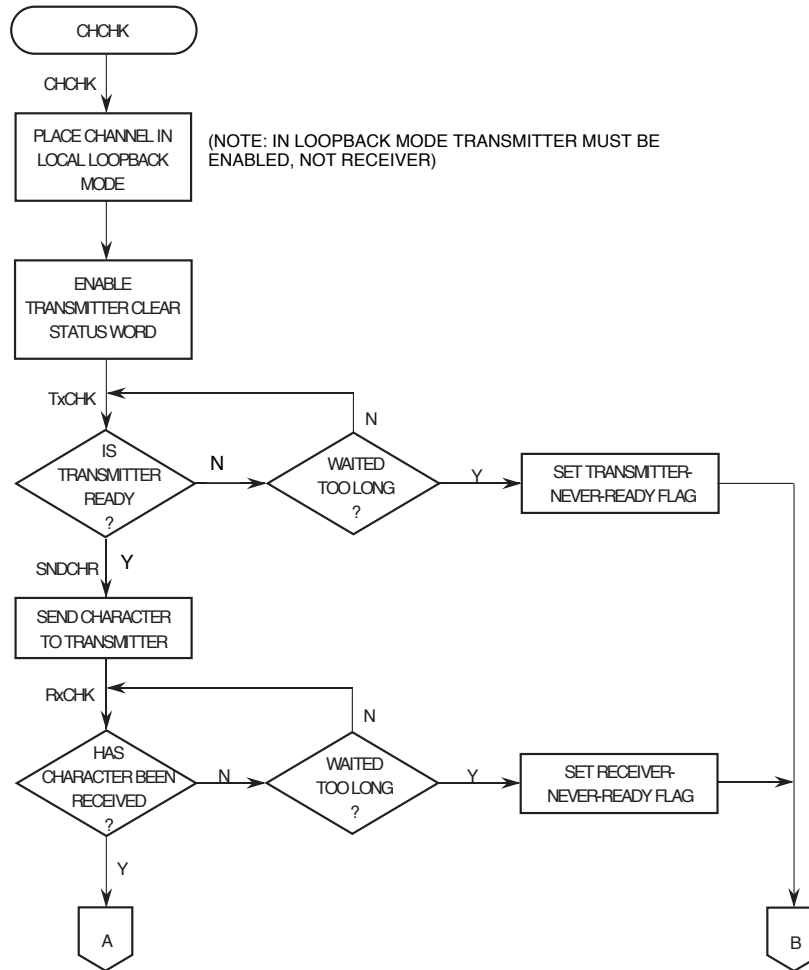 CHCHK
CHCHK
PLACE CHANNEL IN
LOCAL LOOPBACK
MODE
(NOTE: IN LOOPBACK MODE TRANSMITTER MUST BE
ENABLED, NOT RECEIVER)
ENABLE
TRANSMITTER CLEAR
STATUS WORD
TxCHK
N
IS
TRANSMITTER
READY
?
N
WAITED
TOO LONG
?
Y
SET TRANSMITTER-
NEVER-READY FLAG
SNDCHR
Y
SEND CHARACTER
TO TRANSMITTER
RxCHK
N
HAS
CHARACTER BEEN
RECEIVED
?
N
WAITED
TOO LONG
?
Y
SET RECEIVER-
NEVER-READY FLAG
Y
A
B